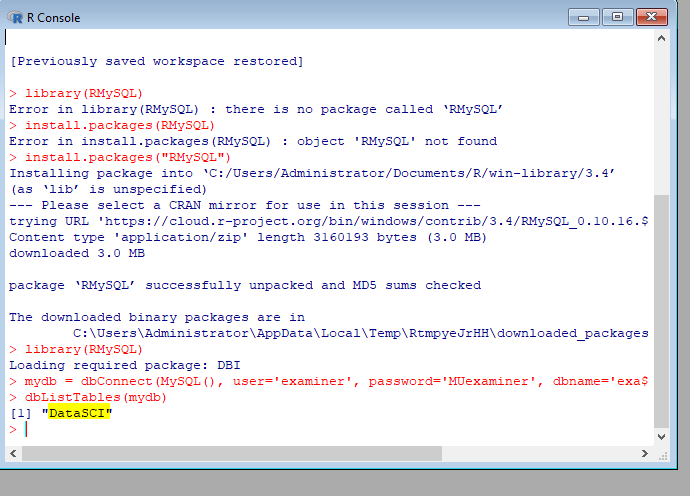 R Console
[Previously saved workspace restored]
> library(RMySQL)
Error in library(RMySQL) : there is no package called ‘RMySQL’
> install.packages(RMySQL)
Error in install.packages(RMySQL) : object 'RMySQL' not found
> install.packages("RMySQL")
Installing package into ‘C:/Users/Administrator/Documents/R/win-library/3.4’
(as ‘lib’ is unspecified)
--- Please select a CRAN mirror for use in this session ---
trying URL 'https://cloud.r-project.org/bin/windows/contrib/3.4/RMySQL_0.10.16.$
Content type 'application/zip' length 3160193 bytes (3.0 MB)
downloaded 3.0 MB
package ‘RMySQL’ successfully unpacked and MD5 sums checked
The downloaded binary packages are in
C:\Users\Administrator\AppData\Local\Temp\RtmpyeJrHH\downloaded_packages
> library(RMySQL)
Loading required package: DBI
> mydb = dbConnect(MySQL(), user='examiner', password='MUexaminer', dbname='exa$
> dbListTables(mydb)
[1] "DataSCI"
>